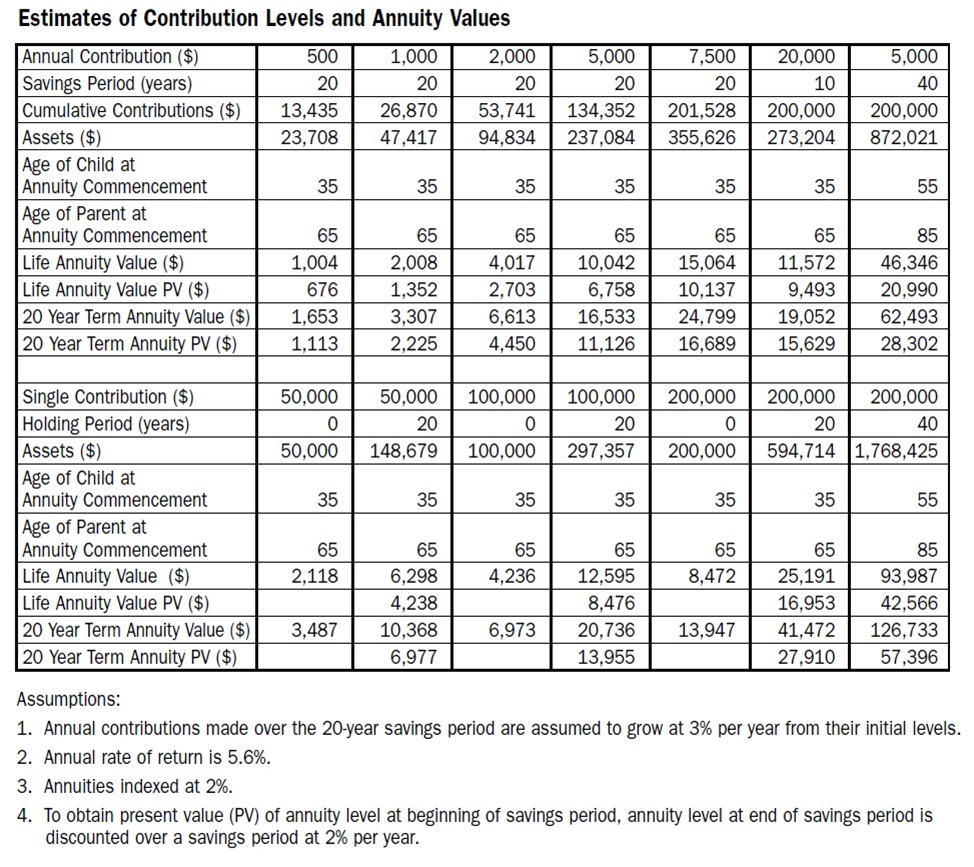 Estimates of Contribution Levels and Annuity Values
Annual Contribution ($) 500 1,000 2,000 5,000 7,500 20,000 5,000
Savings Period (years) 20 20 20 20 20 10 40
Cumulative Contributions ($) 13,435 26,870 53,741 134,352 201,528 200,000 200,000
Assets ($) 23,708 47,417 94,834 237,084 355,626 273,204 872,021
Age of Child at
Annuity Commencement 35 35 35 35 35 35 55
Age of Parent at
Annuity Commencement 65 65 65 65 65 65 85
Life Annuity Value ($) 1,004 2,008 4,017 10,042 15,064 11,572 46,346
Life Annuity Value PV ($) 676 1,352 2,703 6,758 10,137 9,493 20,990
20 Year Term Annuity Value ($) 1,653 3,307 6,613 16,533 24,799 19,052 62,493
20 Year Term Annuity PV ($) 1,113 2,225 4,450 11,126 16,689 15,629 28,302
Single Contribution ($) 50,000 50,000 100,000 100,000 200,000 200,000 200,000
Holding Period (years) 0 20 0 20 0 20 40
Assets ($) 50,000 148,679 100,000 297,357 200,000 594,714 1,768,425
Age of Child at
Annuity Commencement 35 35 35 35 35 35 55
Age of Parent at
Annuity Commencement 65 65 65 65 65 65 85
Life Annuity Value ($) 2,118 6,298 4,236 12,595 8,472 25,191 93,987
Life Annuity Value PV ($) 4,238 8,476 16,953 42,566
20 Year Term Annuity Value ($) 3,487 10,368 6,973 20,736 13,947 41,472 126,733
20 Year Term Annuity PV ($) 6,977 13,955 27,910 57,396
Assumptions:
1. Annual contributions made over the 20-year savings period are assumed to grow at 3% per year from their initial levels.
2. Annual rate of return is 5.6%.
3. Annuities indexed at 2%.
4. To obtain present value (PV) of annuity level at beginning of savings period, annuity level at end of savings period is
discounted over a savings period at 2% per year.